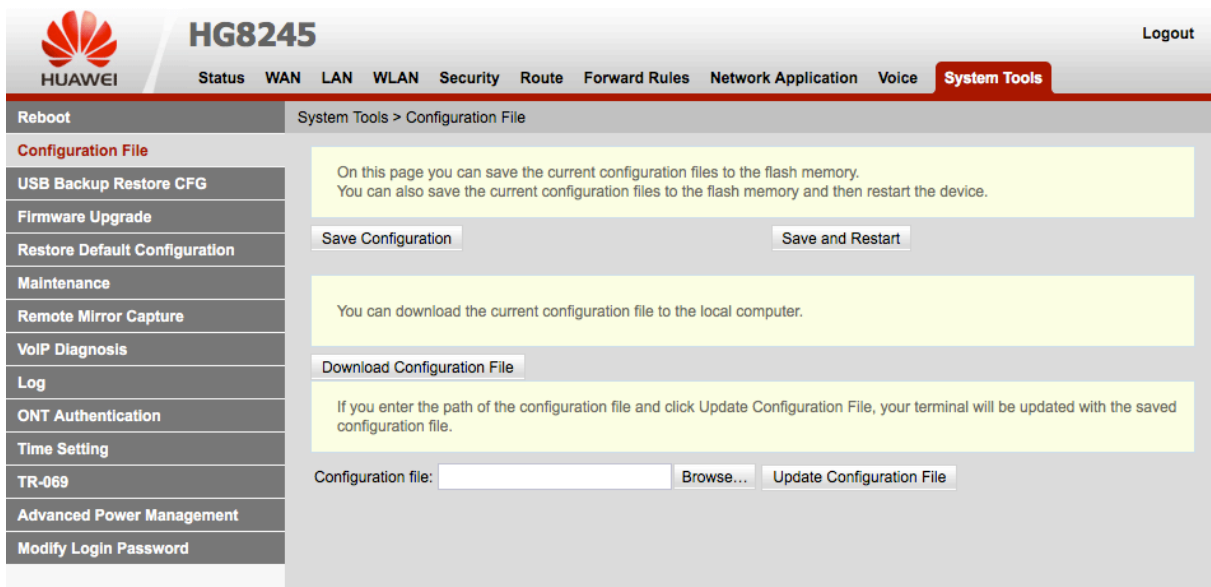 HUAWEI
HG8245
Logout
Status WAN LAN WLAN Security Route Forward Rules Network Application Voice System Tools
Reboot
Configuration File
USB Backup Restore CFG
Firmware Upgrade
Restore Default Configuration
Maintenance
Remote Mirror Capture
VoIP Diagnosis
Log
ONT Authentication
Time Setting
TR-069
Advanced Power Management
Modify Login Password
System Tools > Configuration File
On this page you can save the current configuration files to the flash memory.
You can also save the current configuration files to the flash memory and then restart the device.
Save Configuration Save and Restart
You can download the current configuration file to the local computer.
Download Configuration File
If you enter the path of the configuration file and click Update Configuration File, your terminal will be updated with the saved
configuration file.
Configuration file: Browse... Update Configuration File